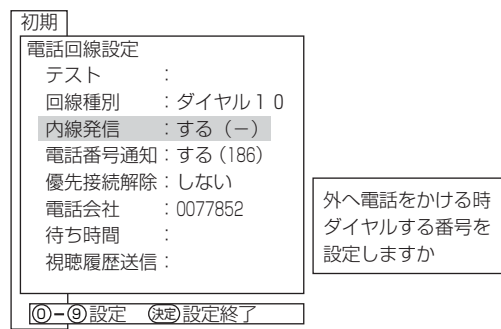 初期
電話回線設定
テスト　：
回線種別　：ダイヤル１０
内線発信　：する（－）
電話番号通知：する（186）
優先接続解除：しない
電話会社　：0077852
待ち時間　：
視聴履歴送信：
外へ電話をかける時
ダイヤルする番号を
設定しますか
⓪－⑨設定　決定設定終了